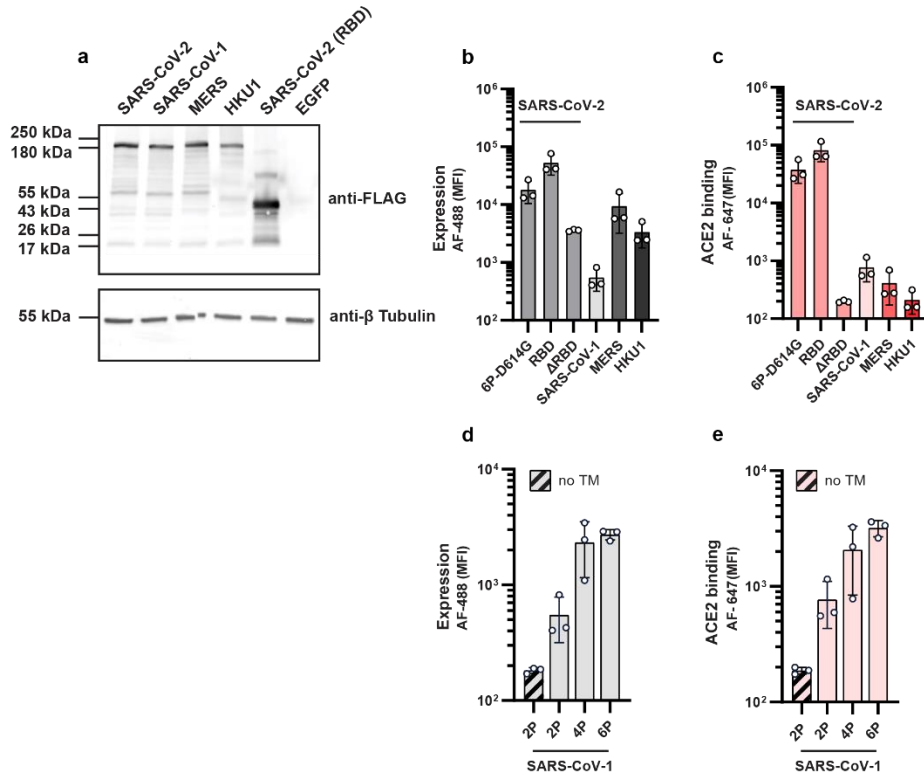 a
SARS-CoV-2
SARS-CoV-1
MERS
HKU1
SARS-CoV-2 (RBD)
EGFP
250 kDa
180 kDa
55 kDa
43 kDa
26 kDa
17 kDa
anti-FLAG
55 kDa
anti-β Tubulin
b
SARS-CoV-2
Expression
AF-488 (MFI)
10⁶
10⁵
10⁴
10³
10²
6P-D614G
RBD
ΔRBD
SARS-CoV-1
MERS
HKU1
c
SARS-CoV-2
ACE2 binding
AF- 647(MFI)
10⁶
10⁵
10⁴
10³
10²
6P-D614G
RBD
ΔRBD
SARS-CoV-1
MERS
HKU1
d
no TM
Expression
AF-488 (MFI)
10⁴
10³
10²
2P
2P
4P
6P
SARS-CoV-1
e
no TM
ACE2 binding
AF- 647(MFI)
10⁴
10³
10²
2P
2P
4P
6P
SARS-CoV-1